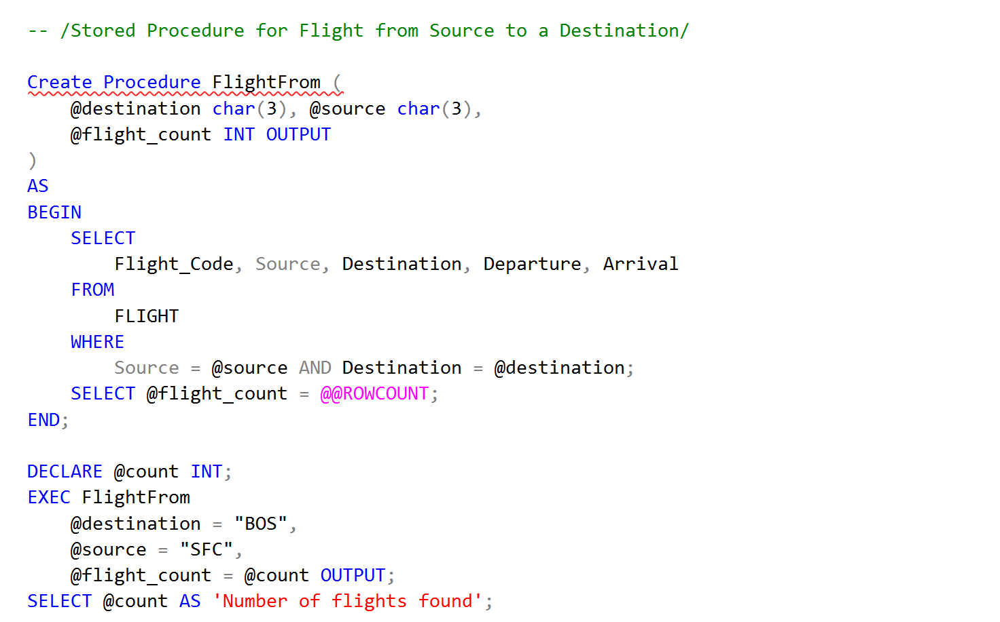 -- /Stored Procedure for Flight from Source to a Destination/
Create Procedure FlightFrom (
    @destination char(3), @source char(3),
    @flight_count INT OUTPUT
)
AS
BEGIN
    SELECT
        Flight_Code, Source, Destination, Departure, Arrival
    FROM
        FLIGHT
    WHERE
        Source = @source AND Destination = @destination;
    SELECT @flight_count = @@ROWCOUNT;
END;
DECLARE @count INT;
EXEC FlightFrom
    @destination = "BOS",
    @source = "SFC",
    @flight_count = @count OUTPUT;
SELECT @count AS 'Number of flights found';